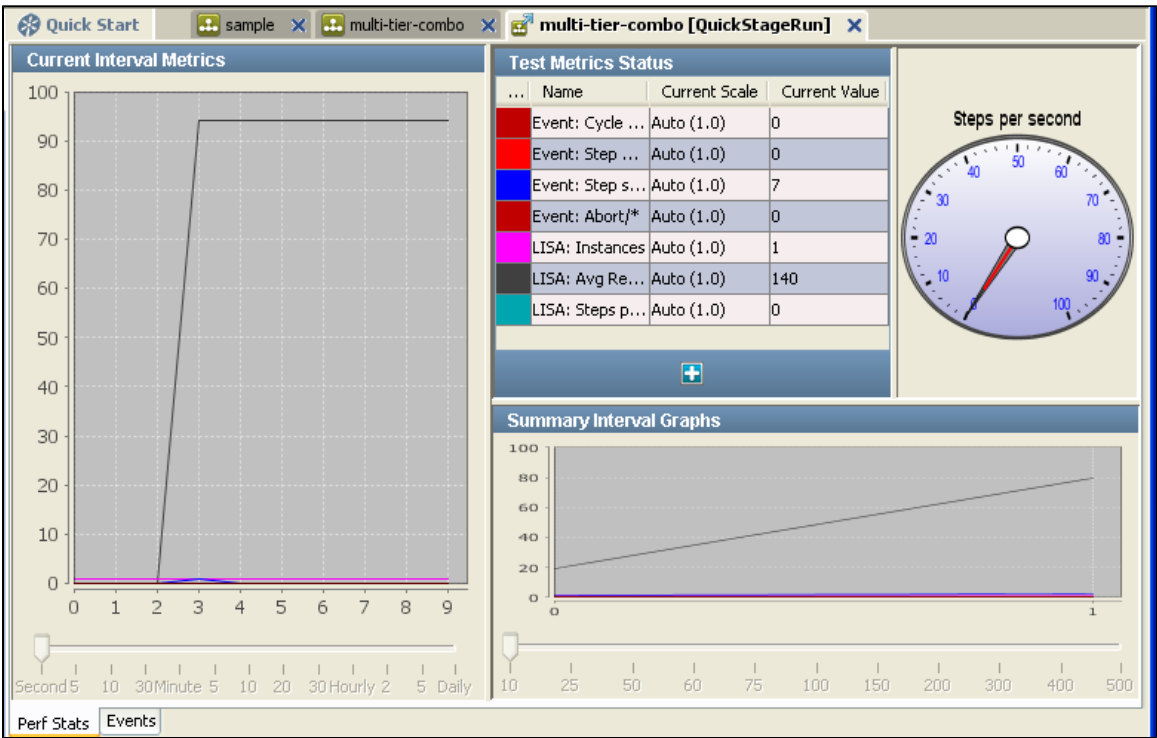 Quick Start sample multi-tier-combo multi-tier-combo [QuickStageRun]
Current Interval Metrics
100
90
80
70
60
50
40
30
20
10
0
0 1 2 3 4 5 6 7 8 9
Second 5 10 30 Minute 5 10 20 30 Hourly 2 5 Daily
Test Metrics Status
... Name Current Scale Current Value
Event: Cycle ... Auto (1.0) 0
Event: Step ... Auto (1.0) 0
Event: Step s... Auto (1.0) 7
Event: Abort/* Auto (1.0) 0
LISA: Instances Auto (1.0) 1
LISA: Avg Re... Auto (1.0) 140
LISA: Steps p... Auto (1.0) 0
Steps per second
0 10 20 30 40 50 60 70 80 90 100
Summary Interval Graphs
100
80
60
40
20
0
0 1
10 25 50 60 75 100 150 200 300 400 500
Perf Stats Events